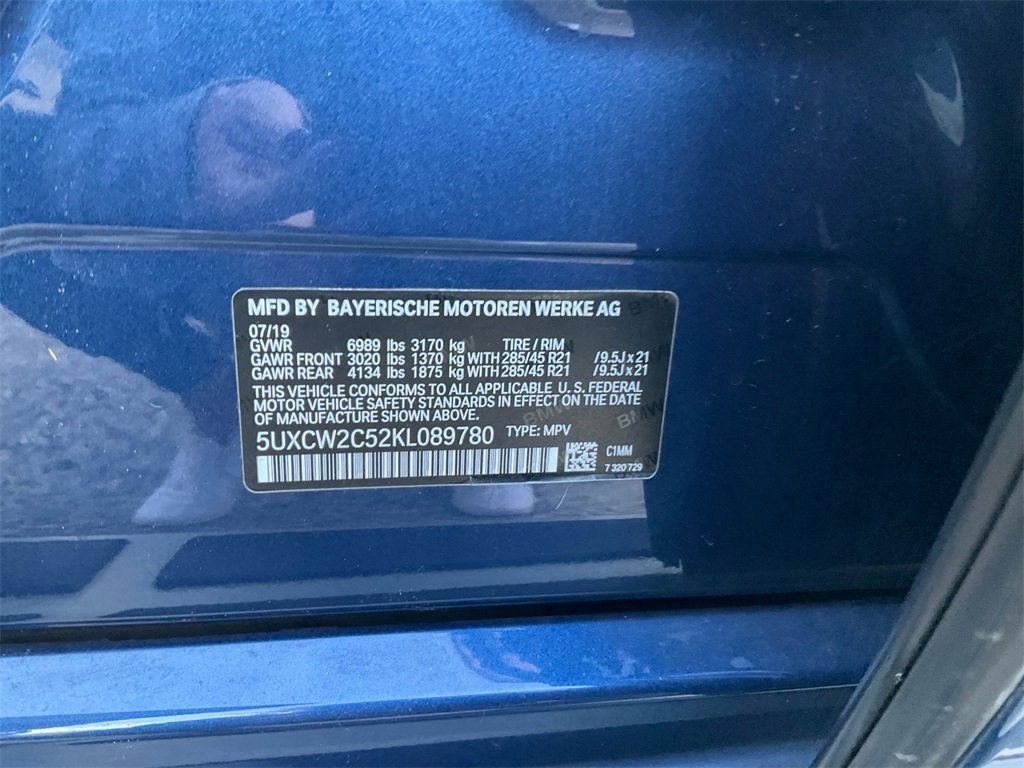 MFD BY BAYERISCHE MOTOREN WERKE AG
07/19
GVWR 6989 lbs 3170 kg TIRE / RIM
GAWR FRONT 3020 lbs 1370 kg WITH 285/45 R21 /9.5J x 21
GAWR REAR 4134 lbs 1875 kg WITH 285/45 R21 /9.5J x 21
THIS VEHICLE CONFORMS TO ALL APPLICABLE U.S. FEDERAL
MOTOR VEHICLE SAFETY STANDARDS IN EFFECT ON THE DATE
OF MANUFACTURE SHOWN ABOVE.
5UXCW2C52KL089780 TYPE: MPV
C1MM
7 320 729
BMW
BMW